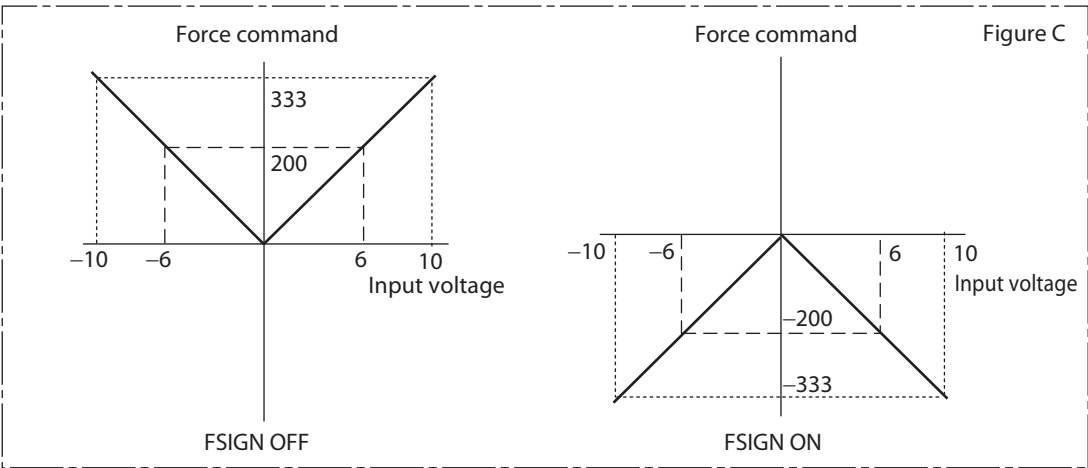 Figure C
Force command
333
200
−10 −6 6 10
Input voltage
FSIGN OFF
Force command
−10 −6 6 10
Input voltage
−200
−333
FSIGN ON